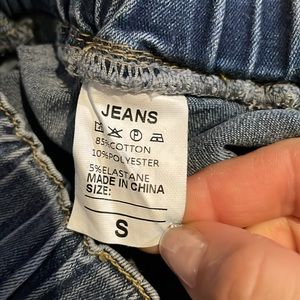 JEANS
85%COTTON
10%POLYESTER
5%ELASTANE
MADE IN CHINA
SIZE:
S